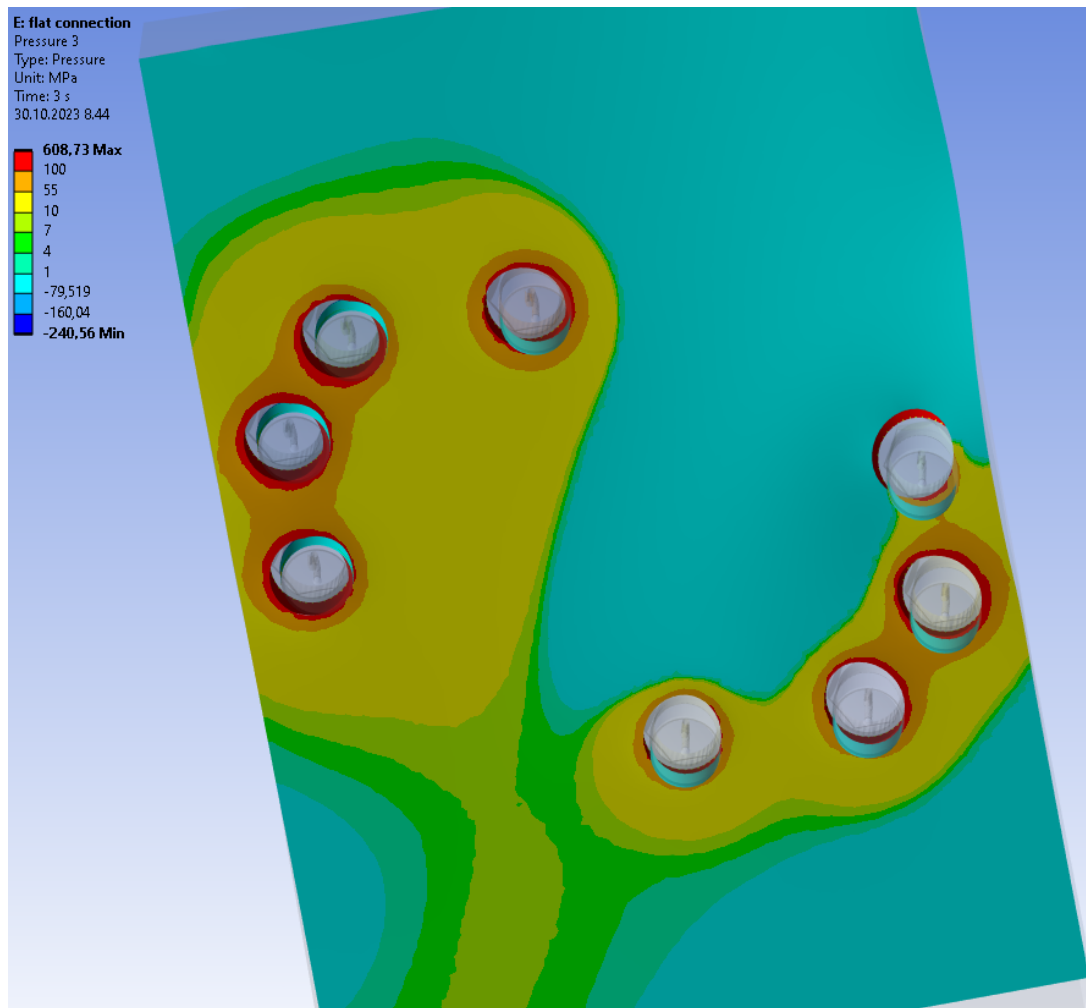 E: flat connection
Pressure 3
Type: Pressure
Unit: MPa
Time: 3 s
30.10.2023 8.44
608,73 Max
100
55
10
7
4
1
-79,519
-160,04
-240,56 Min